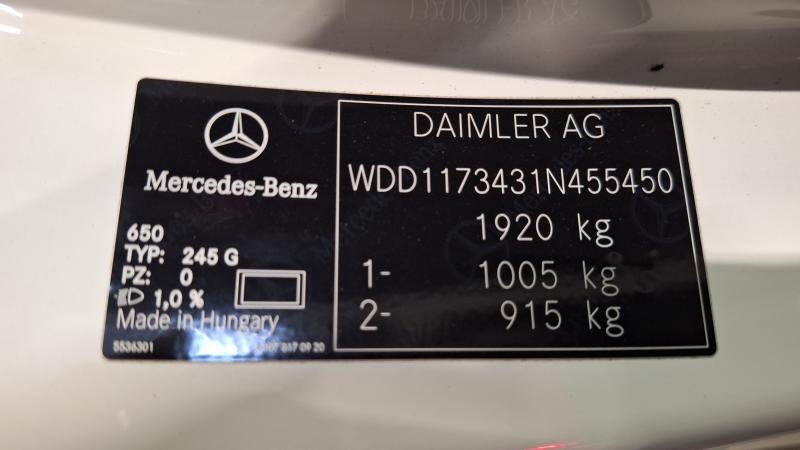 Mercedes-Benz
650
TYP: 245 G
PZ: 0
1,0 %
Made in Hungary
5536301
DAIMLER AG
WDD1173431N455450
1920 kg
1- 1005 kg
2- 915 kg